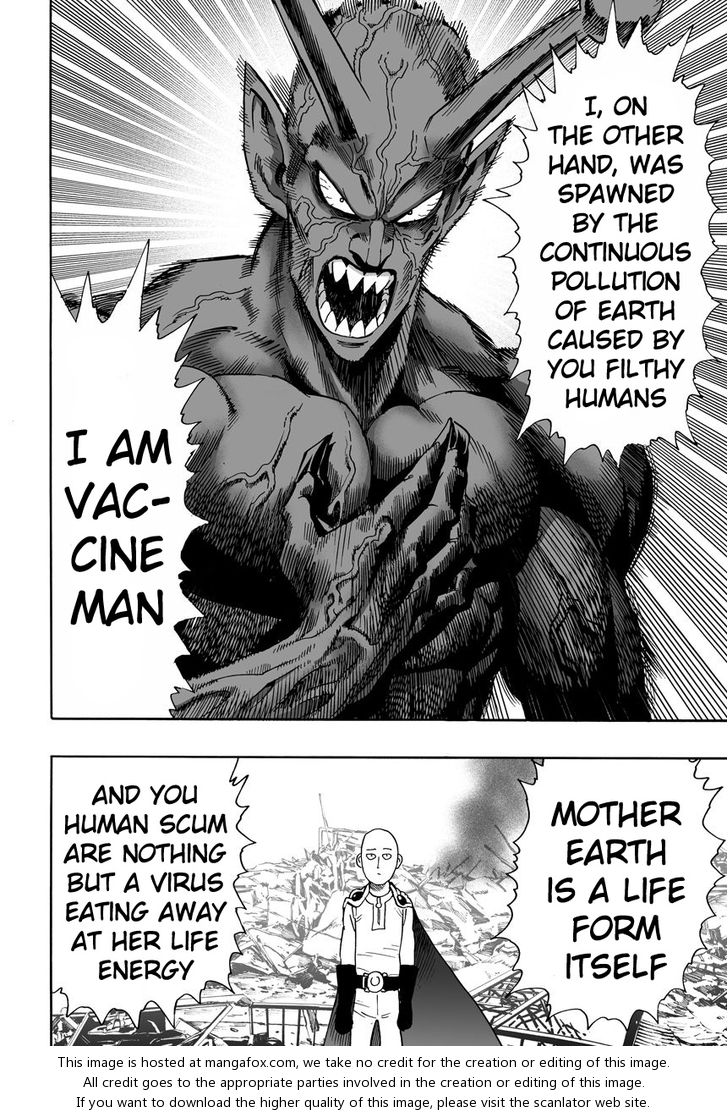 I, ON
THE OTHER
HAND, WAS
SPAWNED
BY THE
CONTINUOUS
POLLUTION
OF EARTH
CAUSED BY
YOU FILTHY
HUMANS
I AM
VAC-
CINE
MAN
MOTHER
EARTH
IS A LIFE
FORM
ITSELF
AND YOU
HUMAN SCUM
ARE NOTHING
BUT A VIRUS
EATING AWAY
AT HER LIFE
ENERGY
This image is hosted at mangafox.com, we take no credit for the creation or editing of this image.
All credit goes to the appropriate parties involved in the creation or editing of this image.
If you want to download the higher quality of this image, please visit the scanlator web site.